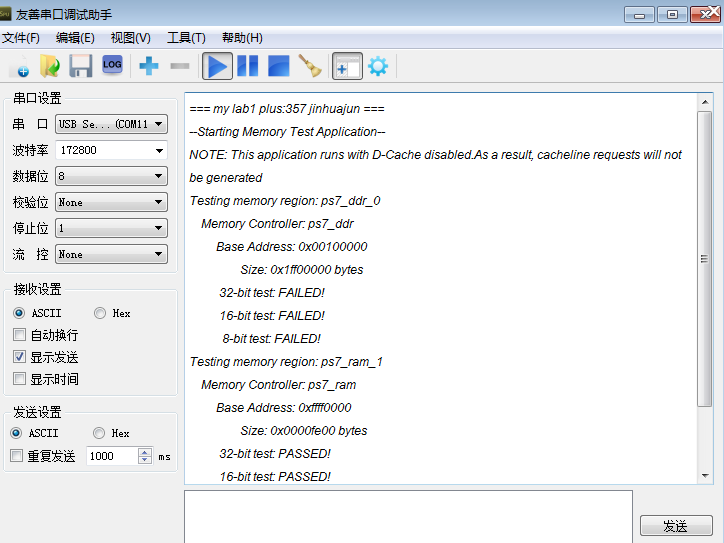 友善串口调试助手
文件(F) 编辑(E) 视图(V) 工具(T) 帮助(H)
LOG
串口设置
串 口 USB Se...(COM11
波特率 172800
数据位 8
校验位 None
停止位 1
流 控 None
接收设置
ASCII Hex
自动换行
显示发送
显示时间
发送设置
ASCII Hex
重复发送 1000 ms
=== my lab1 plus:357 jinhuajun ===
--Starting Memory Test Application--
NOTE: This application runs with D-Cache disabled.As a result, cacheline requests will not
be generated
Testing memory region: ps7_ddr_0
Memory Controller: ps7_ddr
Base Address: 0x00100000
Size: 0x1ff00000 bytes
32-bit test: FAILED!
16-bit test: FAILED!
8-bit test: FAILED!
Testing memory region: ps7_ram_1
Memory Controller: ps7_ram
Base Address: 0xffff0000
Size: 0x0000fe00 bytes
32-bit test: PASSED!
16-bit test: PASSED!
发送